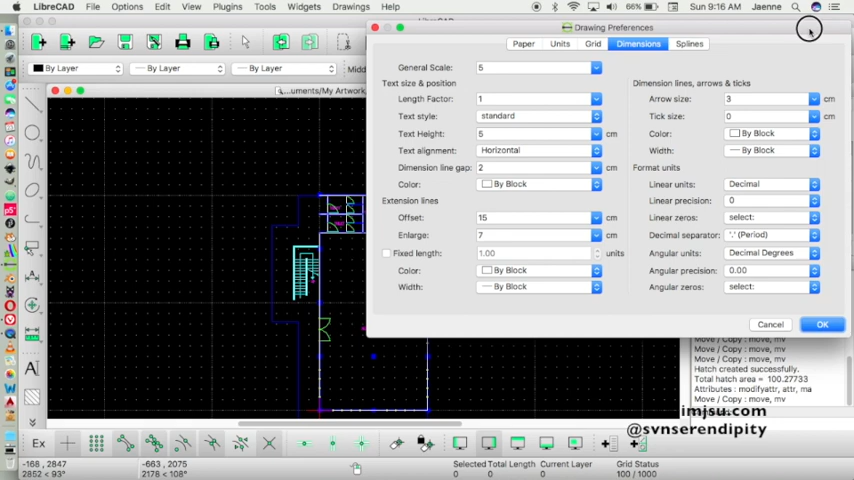 LibreCAD File Options Edit View Plugins Tools Widgets Drawings Help 66% Sun 9:16 AM Jaenne
Drawing Preferences
Paper Units Grid Dimensions Splines
By Layer By Layer By Layer
...uments/My Artwork,
General Scale: 5
Text size & position Dimension lines, arrows & ticks
Length Factor: 1 Arrow size: 3 cm
Text style: standard Tick size: 0 cm
Text Height: 5 cm Color: By Block
Text alignment: Horizontal Width: By Block
Dimension line gap: 2 cm Format units
Color: By Block Linear units: Decimal
Extension lines Linear precision: 0
Offset: 15 cm Linear zeros: select:
Enlarge: 7 cm Decimal separator: '.' (Period)
Fixed length: 1.00 units Angular units: Decimal Degrees
Color: By Block Angular precision: 0.00
Width: By Block Angular zeros: select:
Cancel OK
Move / Copy : move, mv
Move / Copy : move, mv
Hatch created successfully.
Total hatch area = 100.27733
Attributes : modifyattr, attr, ma
Move / Copy : move, mv
imjsu.com
@svnserendipity
Ex
-168 , 2847 -663 , 2075 Selected Total Length Current Layer Grid Status
2852 < 93° 2178 < 108° 0 0 0 100 / 1000